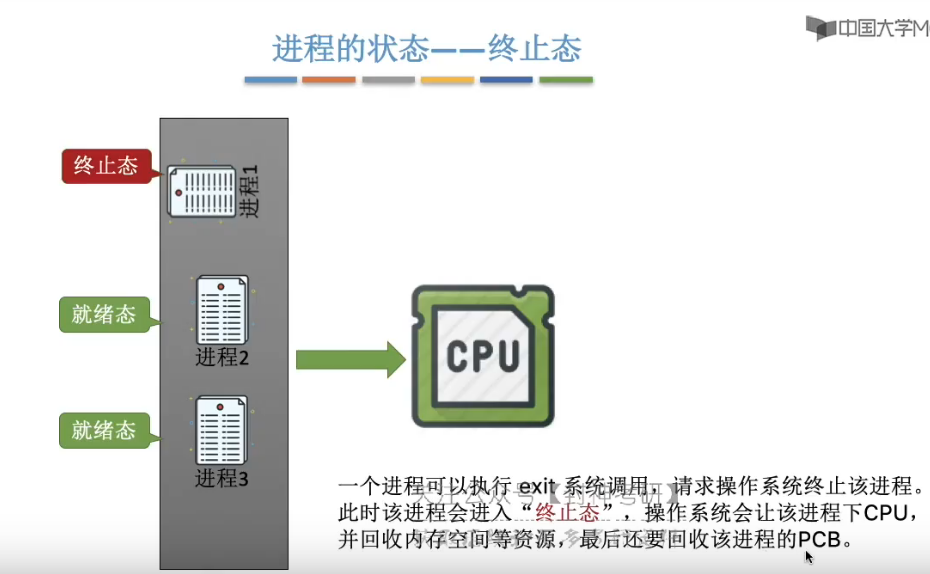 中国大学M
进程的状态——终止态
终止态
进程1
就绪态
进程2
CPU
就绪态
进程3
一个进程可以执行 exit 系统调用，请求操作系统终止该进程。
此时该进程会进入“终止态”，操作系统会让该进程下CPU，
并回收内存空间等资源，最后还要回收该进程的PCB。